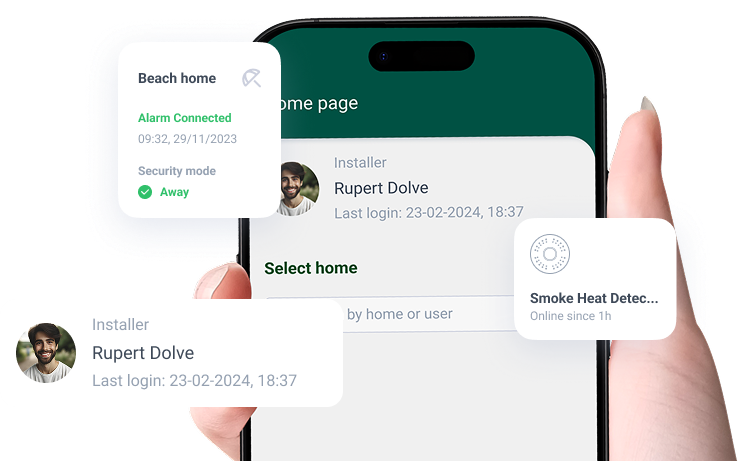 Beach home
Alarm Connected
09:32, 29/11/2023
Security mode
Away
ome page
Installer
Rupert Dolve
Last login: 23-02-2024, 18:37
Select home
by home or user
Smoke Heat Detec...
Online since 1h
Installer
Rupert Dolve
Last login: 23-02-2024, 18:37